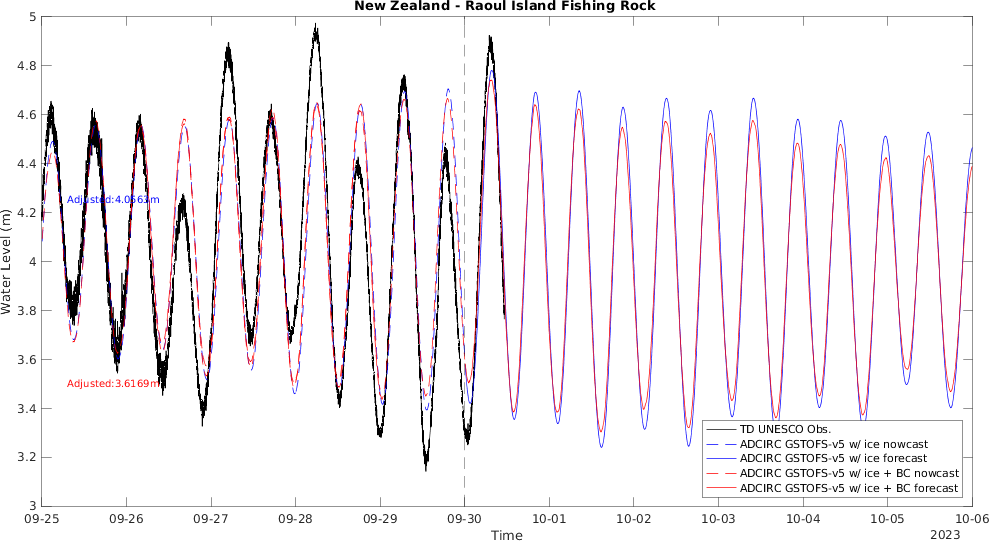 New Zealand - Raoul Island Fishing Rock
Water Level (m)
5
4.8
4.6
4.4
4.2
4
3.8
3.6
3.4
3.2
3
Adjusted:4.0563m
Adjusted:3.6169m
TD UNESCO Obs.
ADCIRC GSTOFS-v5 w/ ice nowcast
ADCIRC GSTOFS-v5 w/ ice forecast
ADCIRC GSTOFS-v5 w/ ice + BC nowcast
ADCIRC GSTOFS-v5 w/ ice + BC forecast
09-25 09-26 09-27 09-28 09-29 09-30 10-01 10-02 10-03 10-04 10-05 10-06
Time
2023